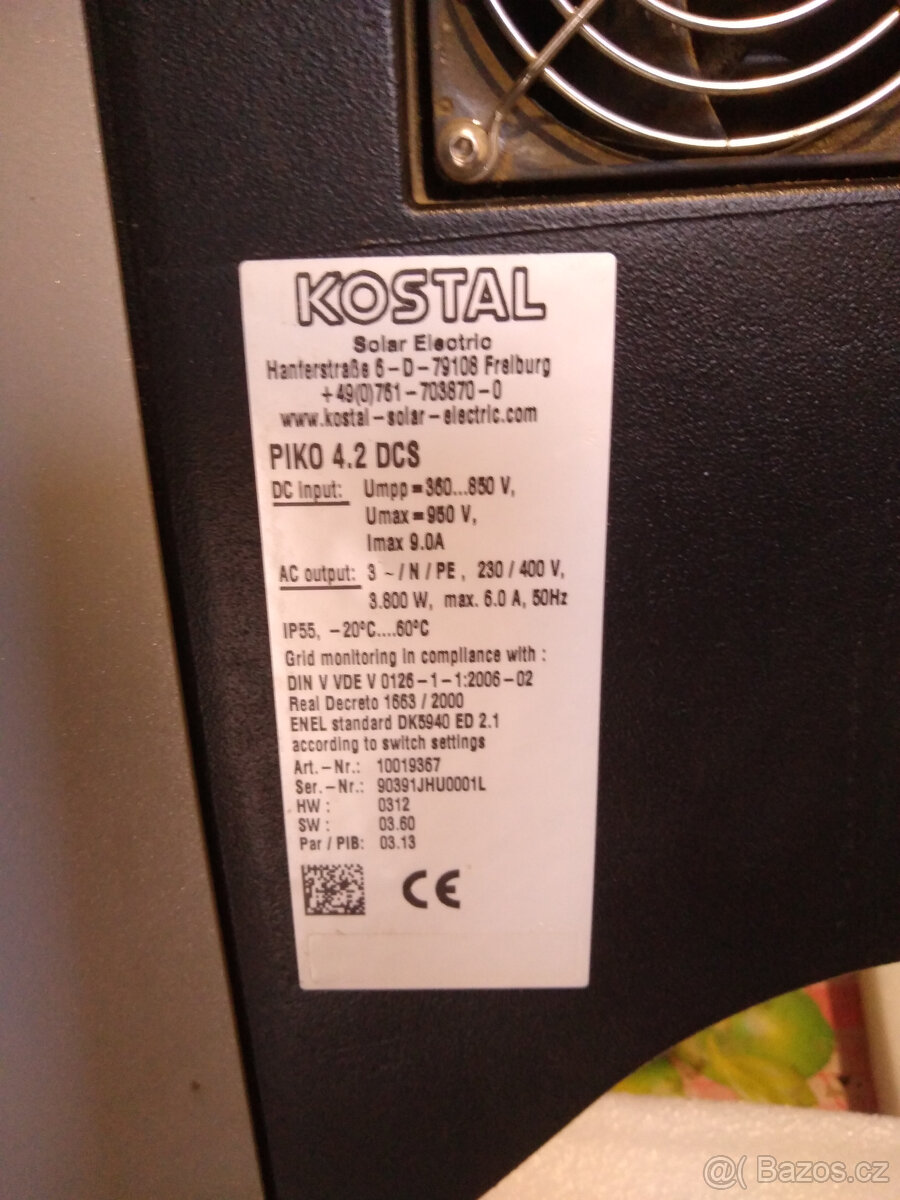 KOSTAL
Solar Electric
Hanferstraße 6 - D - 79108 Freiburg
+49(0)761 - 703870 - 0
www.kostal - solar - electric.com
PIKO 4.2 DCS
DC input: Umpp = 360...850 V,
Umax = 950 V,
Imax 9.0A
AC output: 3 ~ / N / PE , 230 / 400 V,
3.800 W, max. 6.0 A, 50Hz
IP55, -20°C....60°C
Grid monitoring in compliance with :
DIN V VDE V 0126 - 1 - 1:2006 - 02
Real Decreto 1663 / 2000
ENEL standard DK5940 ED 2.1
according to switch settings
Art. - Nr.: 10019367
Ser. - Nr.: 90391JHU0001L
HW : 0312
SW : 03.60
Par / PIB: 03.13
CE
@( Bazos.cz